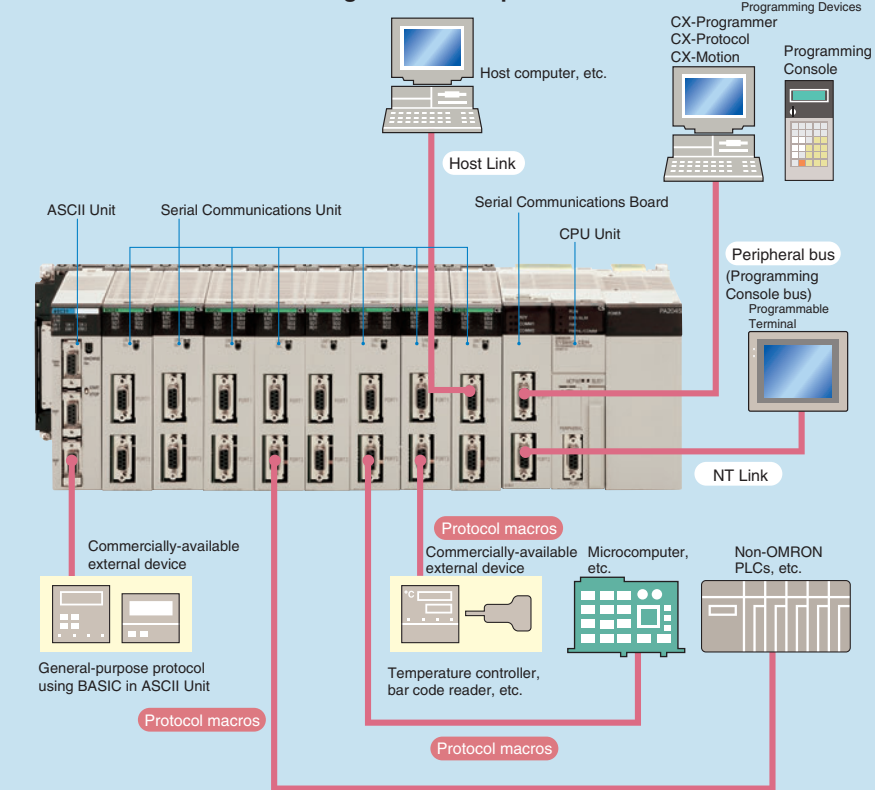 Programming Devices
CX-Programmer
CX-Protocol
CX-Motion
Programming
Console
Host computer, etc.
Host Link
ASCII Unit
Serial Communications Unit
Serial Communications Board
CPU Unit
Peripheral bus
(Programming
Console bus)
Programmable
Terminal
NT Link
Protocol macros
Commercially-available
external device
Commercially-available
external device
Microcomputer,
etc.
Non-OMRON
PLCs, etc.
°C
General-purpose protocol
using BASIC in ASCII Unit
Temperature controller,
bar code reader, etc.
Protocol macros
Protocol macros